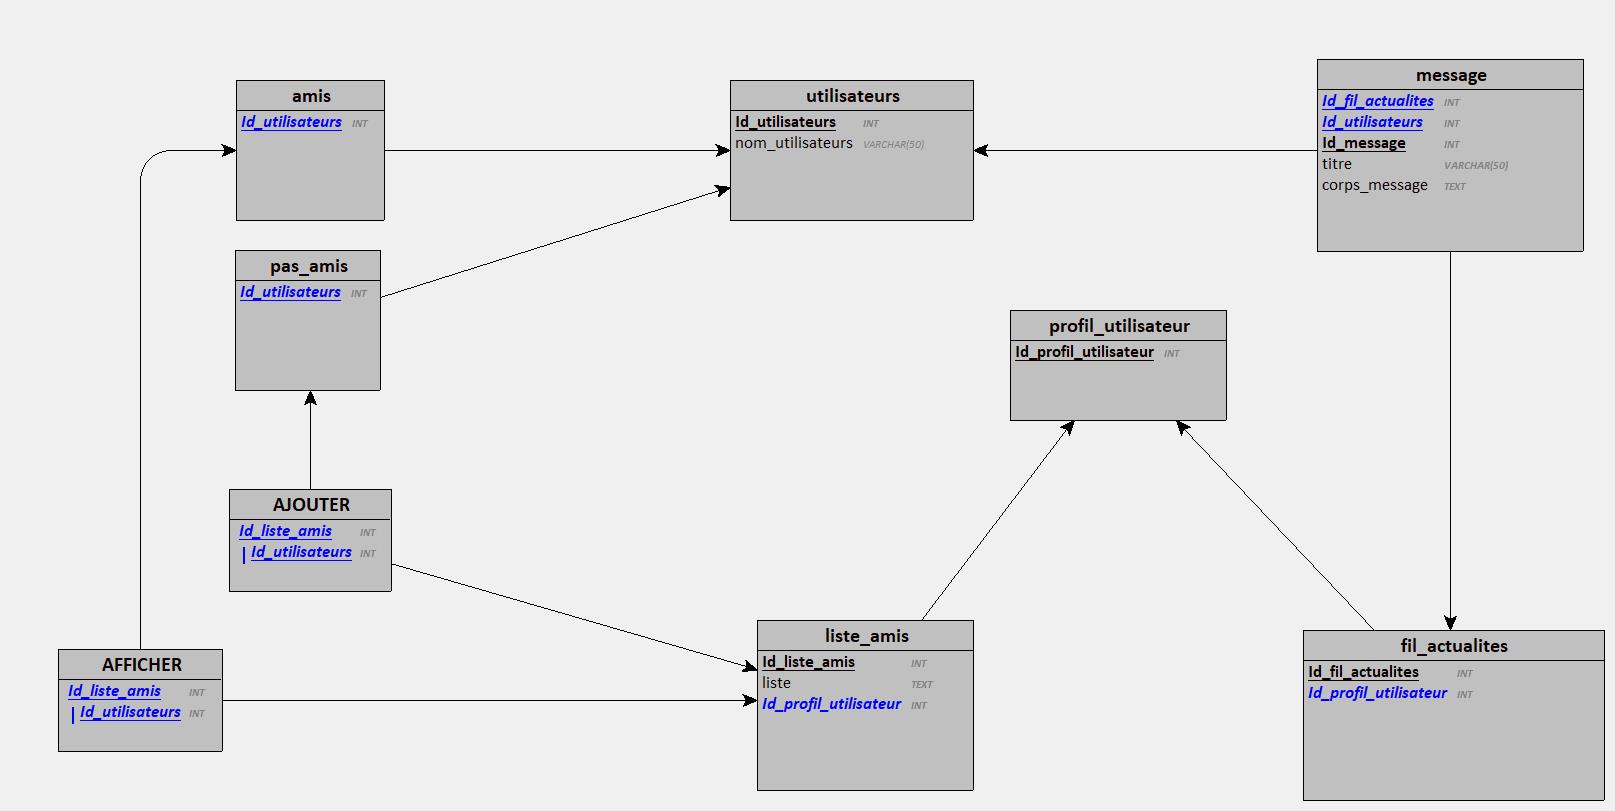 amis
Id_utilisateurs INT
utilisateurs
Id_utilisateurs INT
nom_utilisateurs VARCHAR(50)
message
Id_fil_actualites INT
Id_utilisateurs INT
Id_message INT
titre VARCHAR(50)
corps_message TEXT
pas_amis
Id_utilisateurs INT
profil_utilisateur
Id_profil_utilisateur INT
AJOUTER
Id_liste_amis INT
Id_utilisateurs INT
AFFICHER
Id_liste_amis INT
Id_utilisateurs INT
liste_amis
Id_liste_amis INT
liste TEXT
Id_profil_utilisateur INT
fil_actualites
Id_fil_actualites INT
Id_profil_utilisateur INT